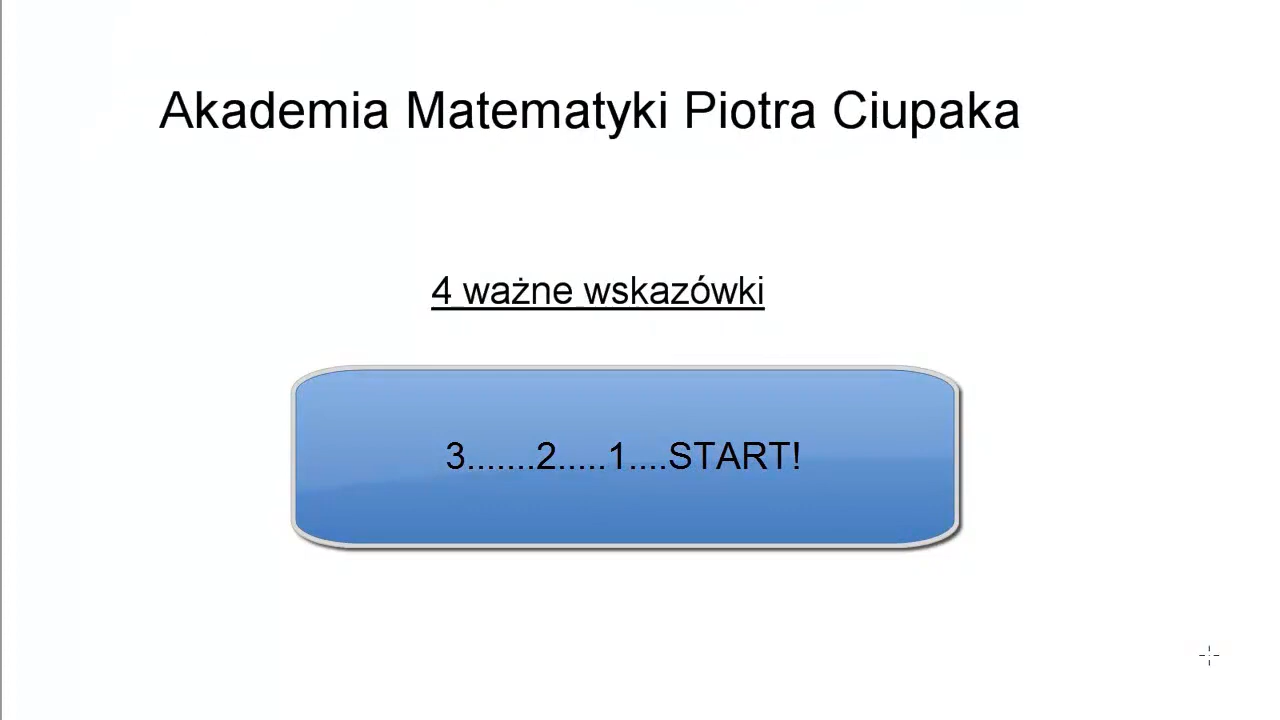 Akademia Matematyki Piotra Ciupaka
4 ważne wskazówki
3.......2.....1....START!